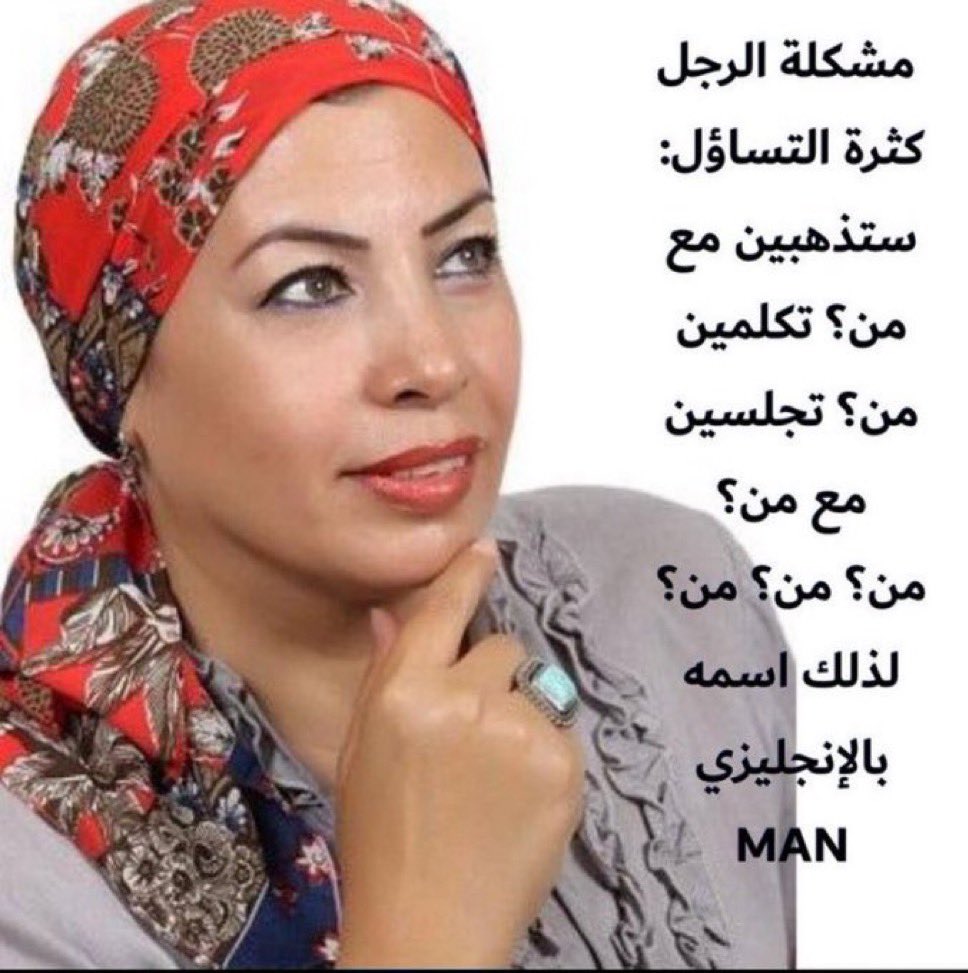 مشكلة الرجل
كثرة التساؤل:
ستذهبين مع
من؟ تكلمين
من؟ تجلسين
مع من؟
من؟ من؟ من؟
لذلك اسمه
بالإنجليزي
MAN